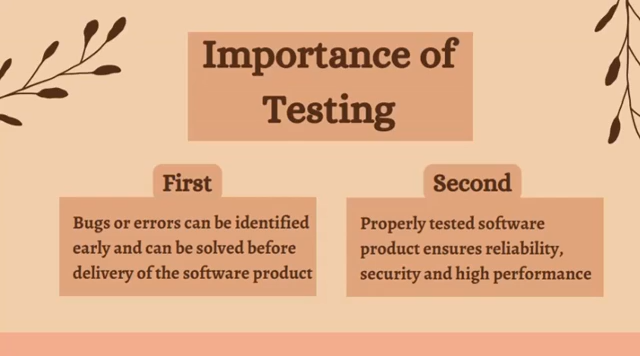 Importance of
Testing
First
Bugs or errors can be identified
early and can be solved before
delivery of the software product
Second
Properly tested software
product ensures reliability,
security and high performance